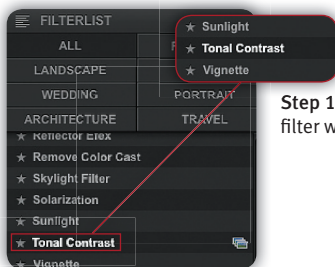 FILTERLIST
ALL
F
LANDSCAPE
WEDDING
PORTRAIT
ARCHITECTURE
TRAVEL
Reflector Efex
Remove Color Cast
Skylight Filter
Solarization
Sunlight
Tonal Contrast
Vignette
Sunlight
Tonal Contrast
Vignette
Step 1
filter w